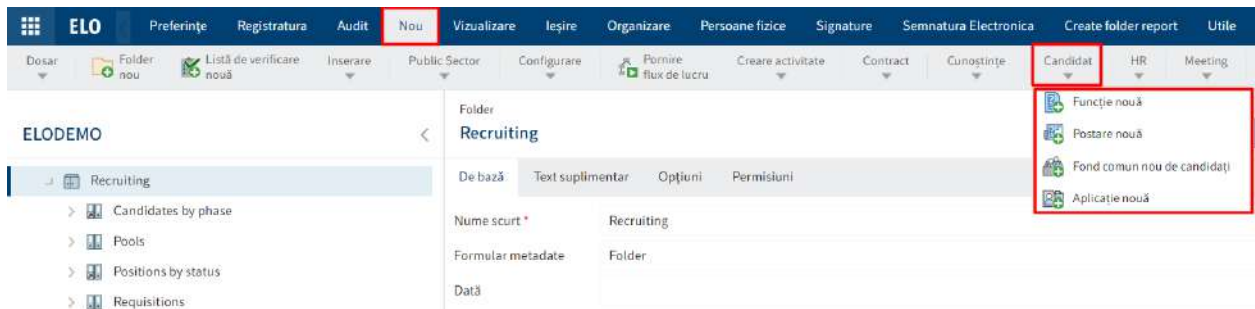 ELO Preferințe Registratura Audit Nou Vizualizare Ieșire Organizare Persoane fizice Signature Semnatura Electronica Create folder report Utile
Dosar Folder nou Listă de verificare nouă Inserare Public Sector Configurare Pornire flux de lucru Creare activitate Contract Cunoștințe Candidat HR Meeting
Funcție nouă
Postare nouă
Fond comun nou de candidați
Aplicație nouă
ELODEMO
Folder
Recruiting
Recruiting
De bază Text suplimentar Opțiuni Permisiuni
Candidates by phase
Nume scurt * Recruiting
Pools
Formular metadate Folder
Positions by status
Dată
Requisitions